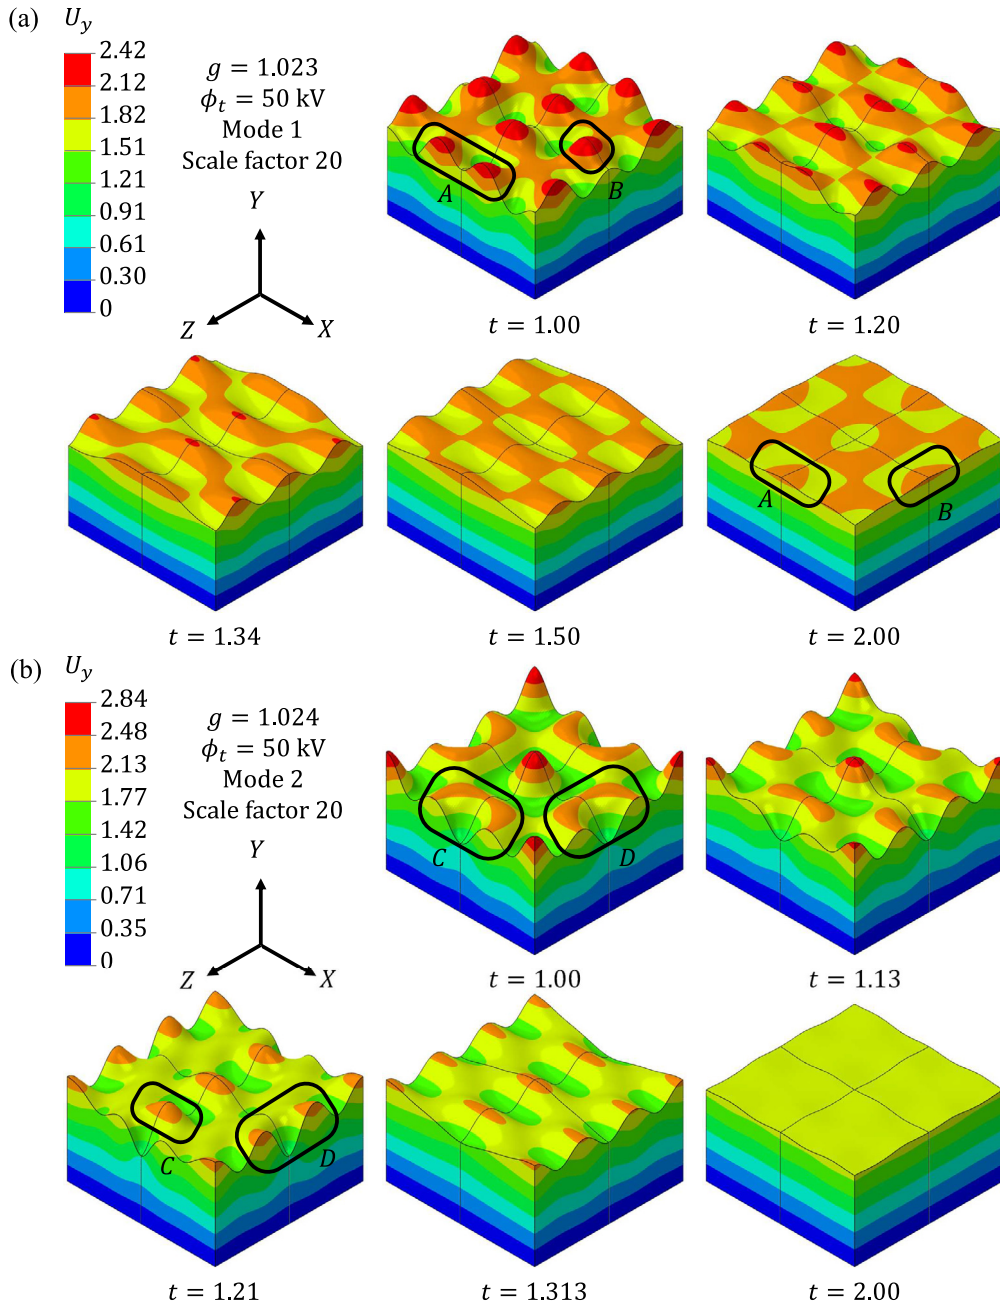 (a) U_y
2.42
2.12
1.82
1.51
1.21
0.91
0.61
0.30
0
g = 1.023
ϕ_t = 50 kV
Mode 1
Scale factor 20
Y
Z
X
A
B
t = 1.00
t = 1.20
A
B
t = 1.34
t = 1.50
t = 2.00
(b) U_y
2.84
2.48
2.13
1.77
1.42
1.06
0.71
0.35
0
g = 1.024
ϕ_t = 50 kV
Mode 2
Scale factor 20
Y
Z
X
C
D
t = 1.00
t = 1.13
C
D
t = 1.21
t = 1.313
t = 2.00